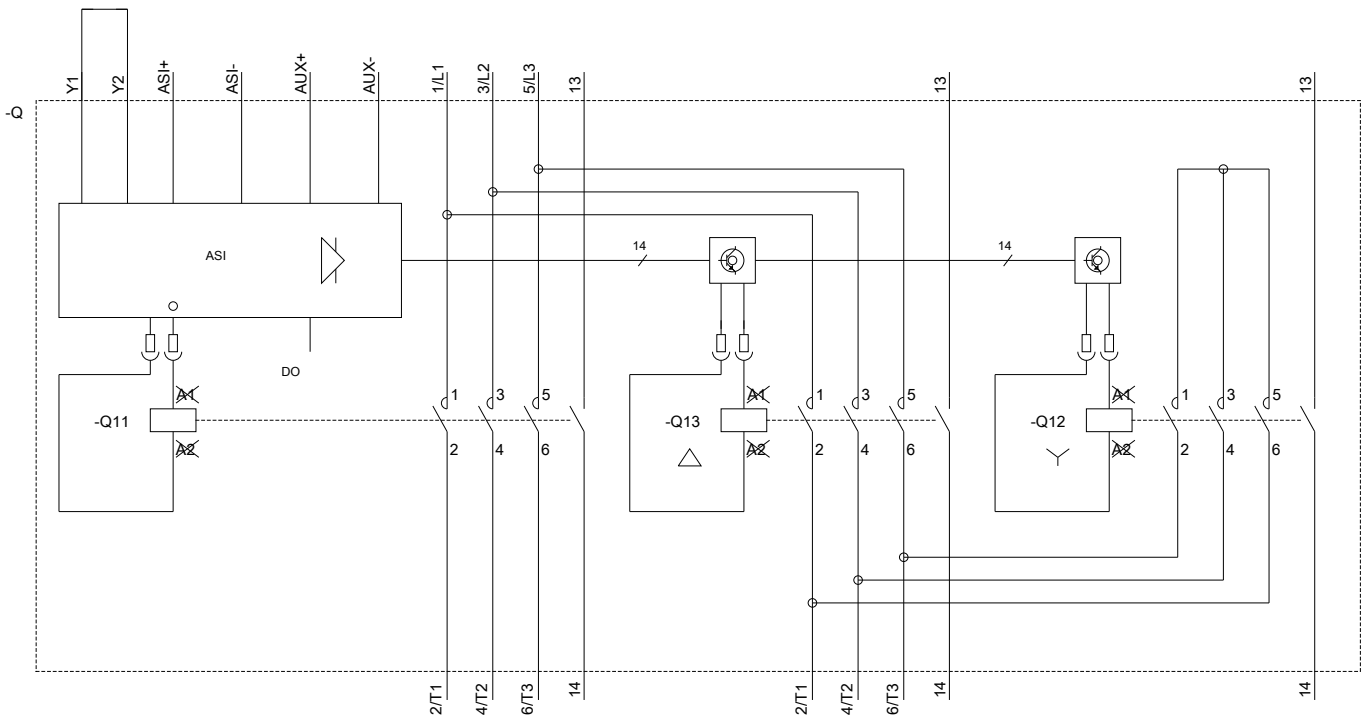 Y1 Y2 ASI+ ASI- AUX+ AUX- 1/L1 3/L2 5/L3 13 13 13
-Q
14 14
ASI
DO
A1 1 3 5 A1 1 3 5 A1 1 3 5
-Q11 -Q13 -Q12
A2 2 4 6 A2 2 4 6 A2 2 4 6
2/T1 4/T2 6/T3 14 2/T1 4/T2 6/T3 14 14